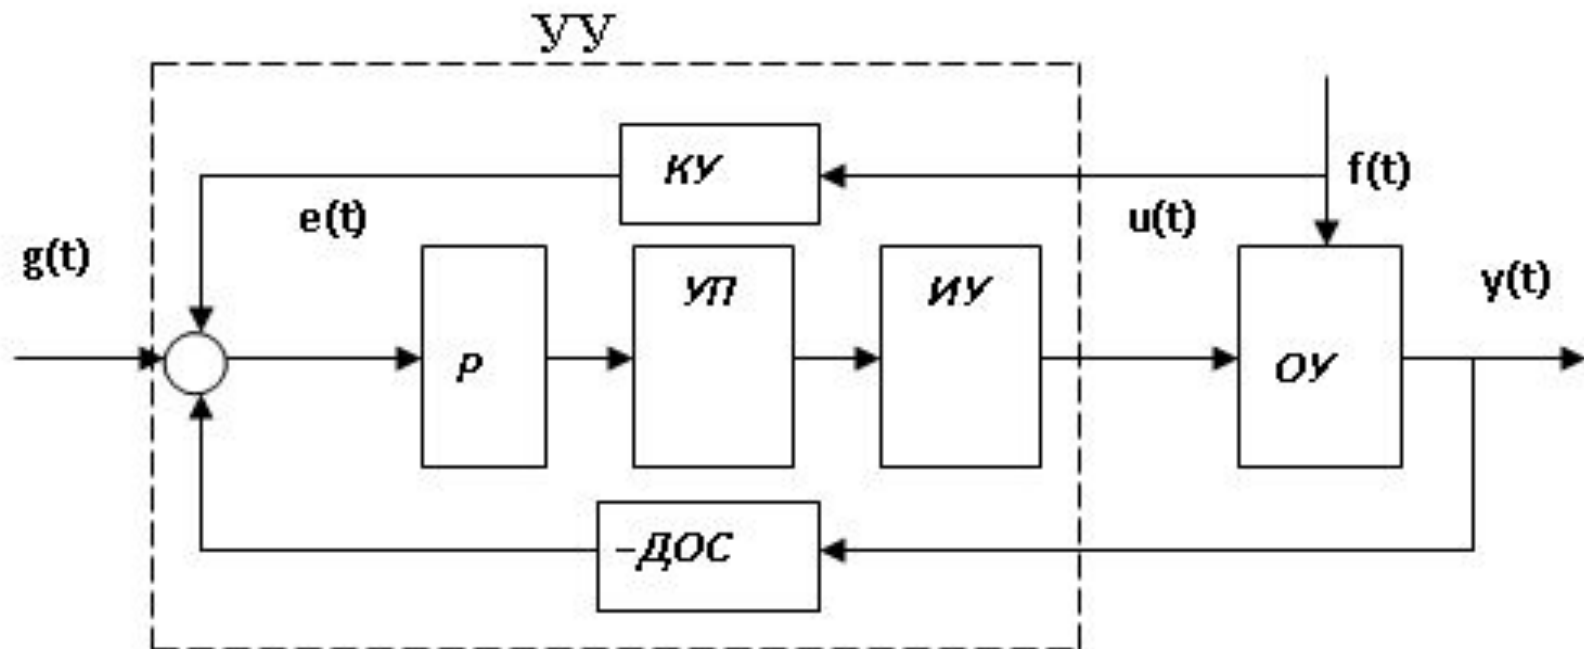 УУ
КУ
f(t)
e(t)
u(t)
g(t)
y(t)
Р
УП
ИУ
ОУ
-ДОС